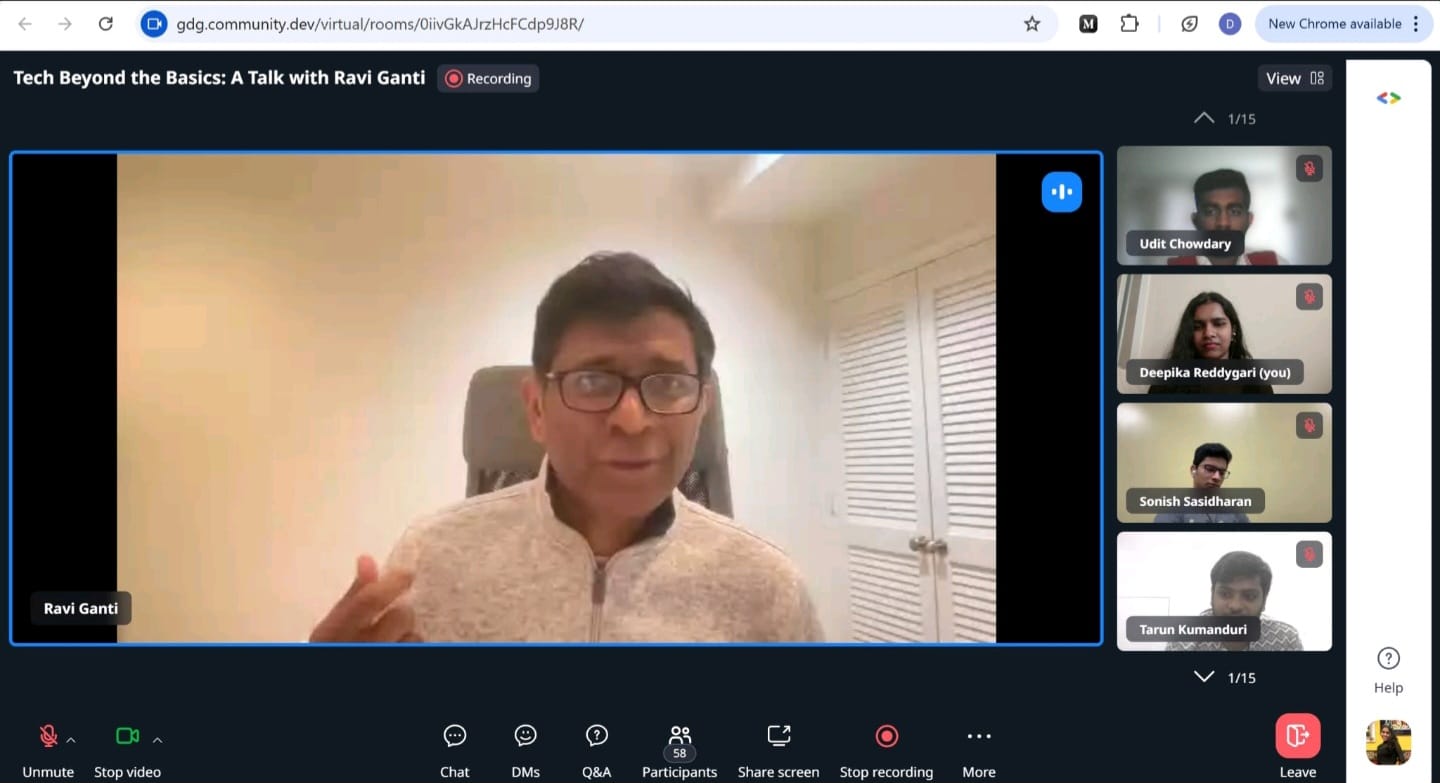 gdg.community.dev/virtual/rooms/0iivGkAJrzHcFCdp9J8R/
M
D
New Chrome available
Tech Beyond the Basics: A Talk with Ravi Ganti
Recording
View
1/15
Udit Chowdary
Deepika Reddygari (you)
Sonish Sasidharan
Tarun Kumanduri
Ravi Ganti
1/15
Help
58
Unmute
Stop video
Chat
DMs
Q&A
Participants
Share screen
Stop recording
More
Leave